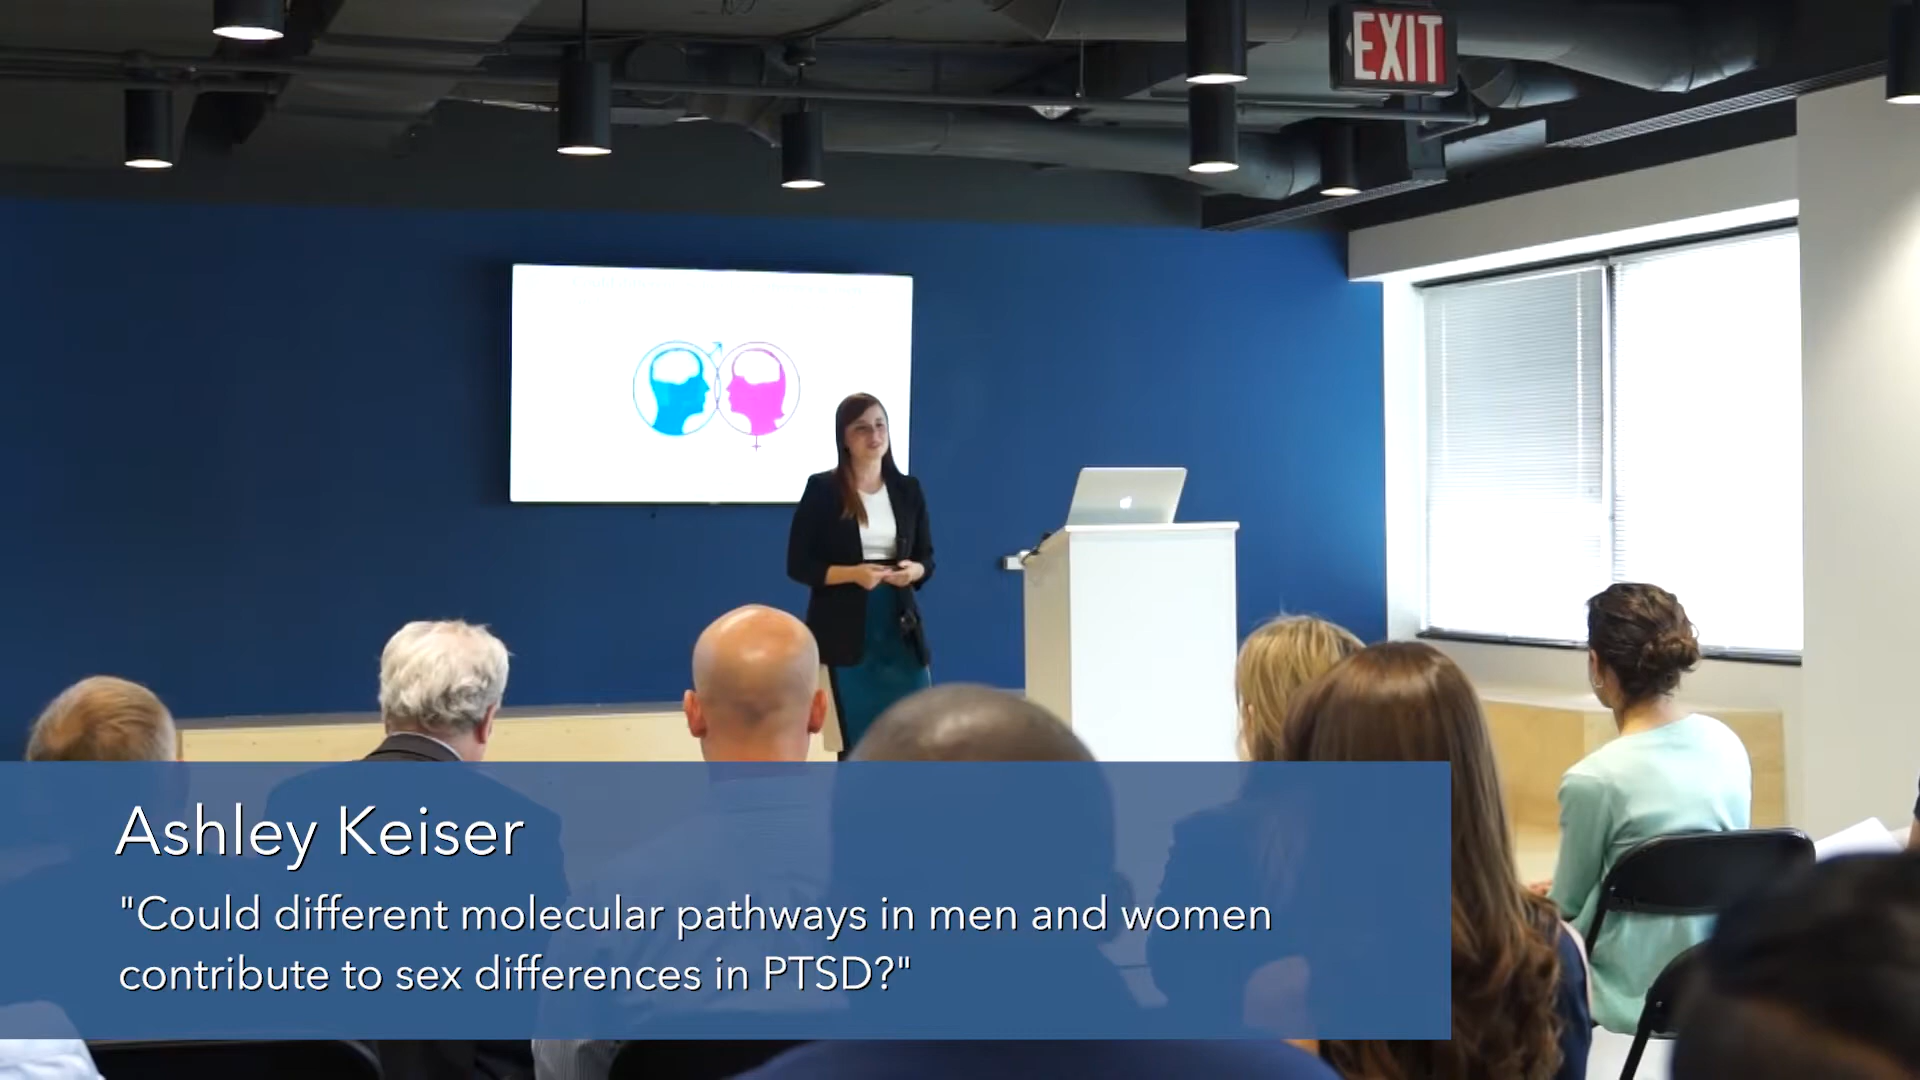 EXIT
Ashley Keiser
"Could different molecular pathways in men and women
contribute to sex differences in PTSD?"